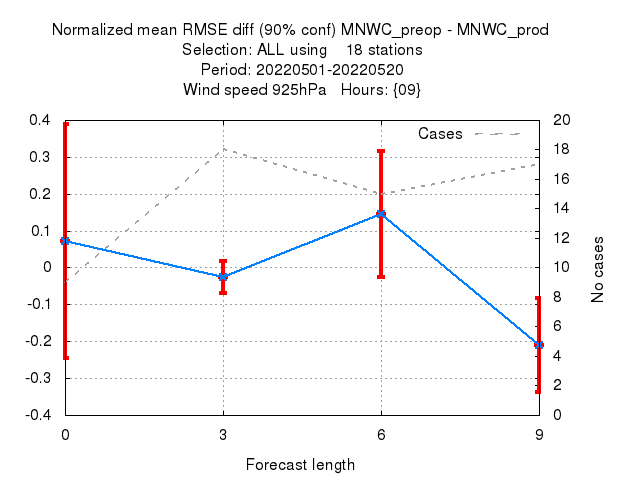 Normalized mean RMSE diff (90% conf) MNWC_preop - MNWC_prod
Selection: ALL using    18 stations
Period: 20220501-20220520
Wind speed 925hPa   Hours: {09}
Cases
0.4
0.3
0.2
0.1
0
-0.1
-0.2
-0.3
-0.4
20
18
16
14
12
10
8
6
4
2
0
No cases
0 3 6 9
Forecast length